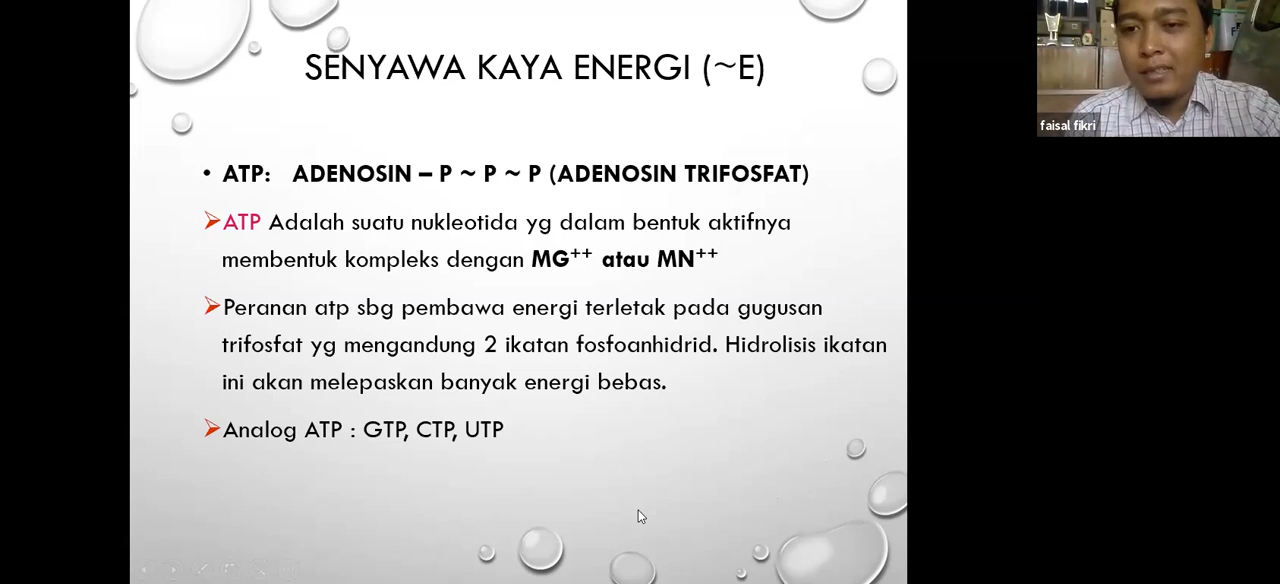 SENYAWA KAYA ENERGI (~E)
• ATP: ADENOSIN – P ~ P ~ P (ADENOSIN TRIFOSFAT)
ATP Adalah suatu nukleotida yg dalam bentuk aktifnya
membentuk kompleks dengan MG⁺⁺ atau MN⁺⁺
Peranan atp sbg pembawa energi terletak pada gugusan
trifosfat yg mengandung 2 ikatan fosfoanhidrid. Hidrolisis ikatan
ini akan melepaskan banyak energi bebas.
Analog ATP : GTP, CTP, UTP
faisal fikri